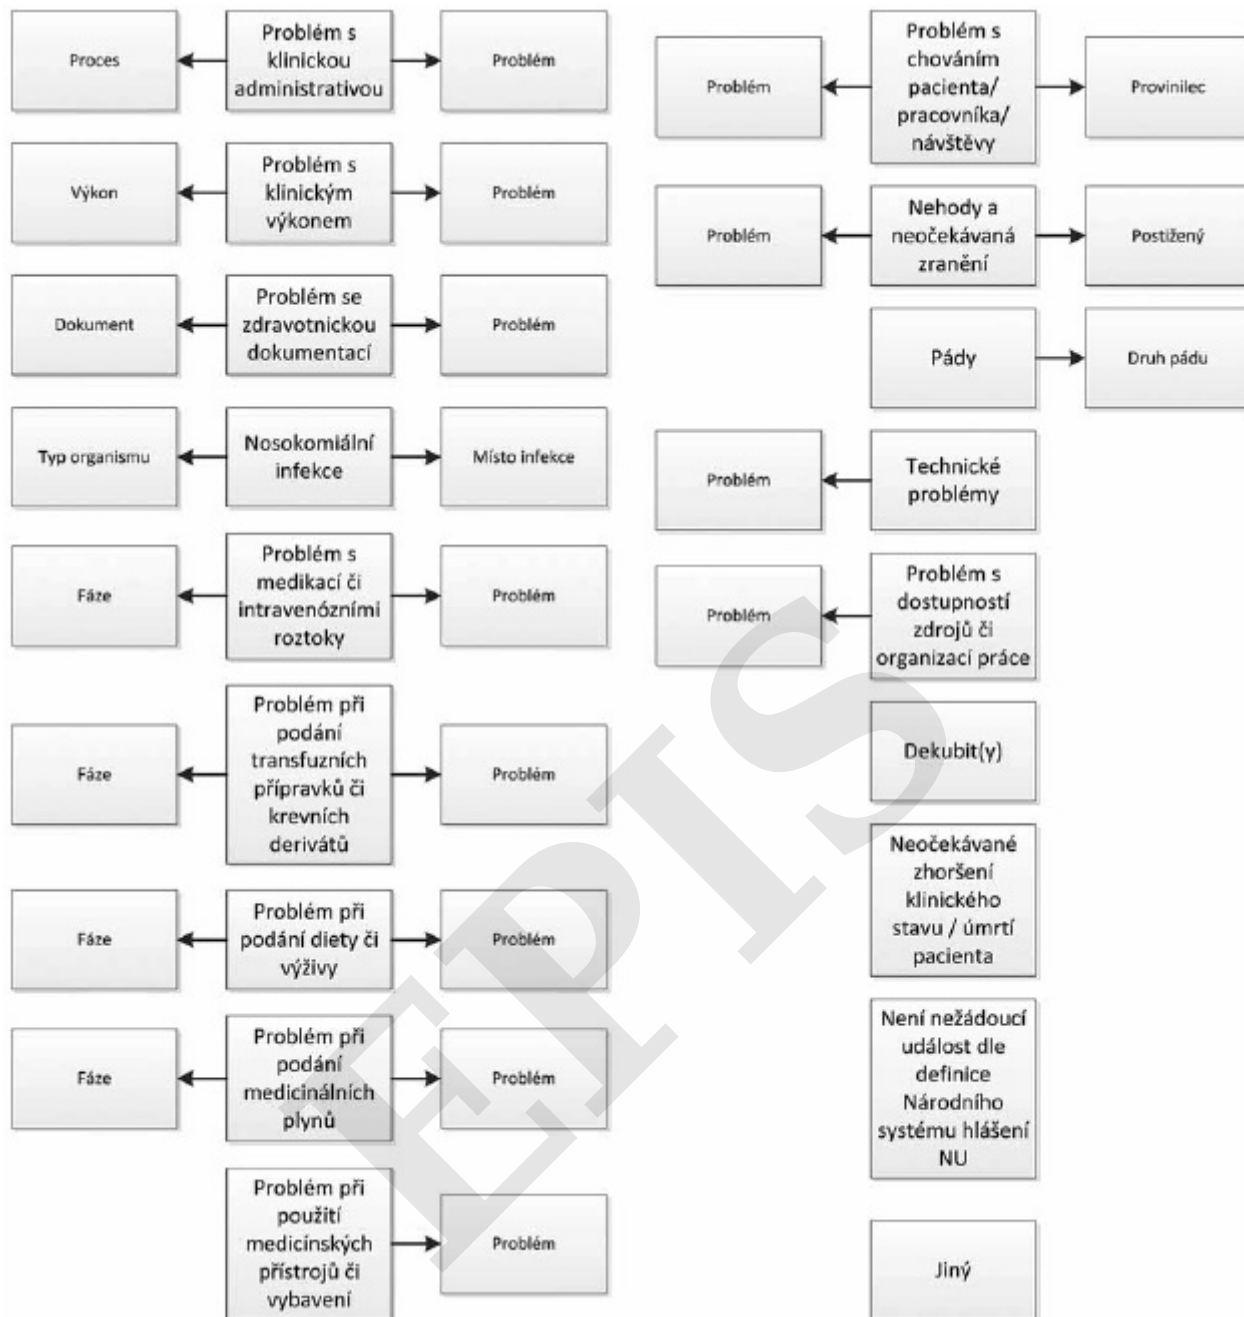 Proces
Problém s
klinickou
administrativou
Problém
Výkon
Problém s
klinickým
výkonem
Problém
Dokument
Problém se
zdravotnickou
dokumentací
Problém
Typ organismu
Nosokomiální
infekce
Místo infekce
Fáze
Problém s
medikací či
intravenózními
roztoky
Problém
Fáze
Problém při
podání
transfuzních
přípravků či
krevních
derivátů
Problém
Fáze
Problém při
podání diety či
výživy
Problém
Fáze
Problém při
podání
medicinálních
plynů
Problém
Problém při
použití
medicínských
přístrojů či
vybavení
Problém
Problém
Problém s
chováním
pacienta/
pracovníka/
návštěvy
Provinilec
Problém
Nehody a
neočekávaná
zranění
Postižený
Pády
Druh pádu
Problém
Technické
problémy
Problém
Problém s
dostupností
zdrojů či
organizací práce
Dekubit(y)
Neočekávané
zhoršení
klinického
stavu / úmrtí
pacienta
Není nežádoucí
událost dle
definice
Národního
systému hlášení
NU
Jiný
EPIS